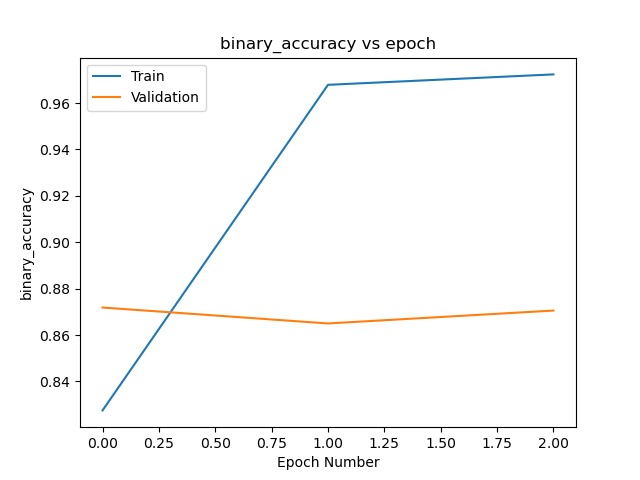 binary_accuracy vs epoch
Train
Validation
0.96
0.94
0.92
0.90
0.88
0.86
0.84
binary_accuracy
0.00 0.25 0.50 0.75 1.00 1.25 1.50 1.75 2.00
Epoch Number